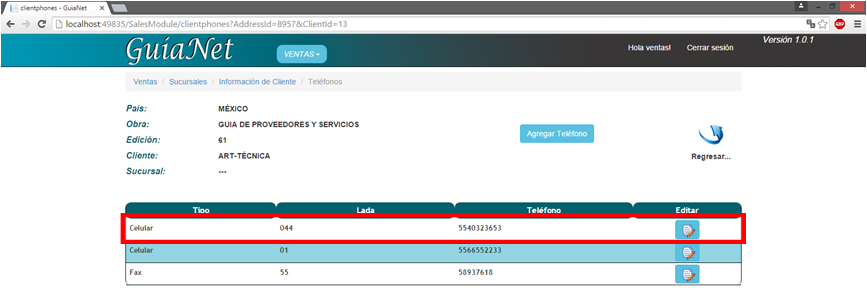 clientphones - GuiaNet
localhost:49835/SalesModule/clientphones?AddressId=8957&ClientId=13
ABP
GuíaNet
VENTAS
Hola ventas!
Cerrar sesión
Versión 1.0.1
Ventas / Sucursales / Información de Cliente / Teléfonos
País: MÉXICO
Obra: GUIA DE PROVEEDORES Y SERVICIOS
Edición: 61
Cliente: ART-TÉCNICA
Sucursal: ---
Agregar Teléfono
Regresar...
Tipo Lada Teléfono Editar
Celular 044 5540323653
Celular 01 5566552233
Fax 55 58937618